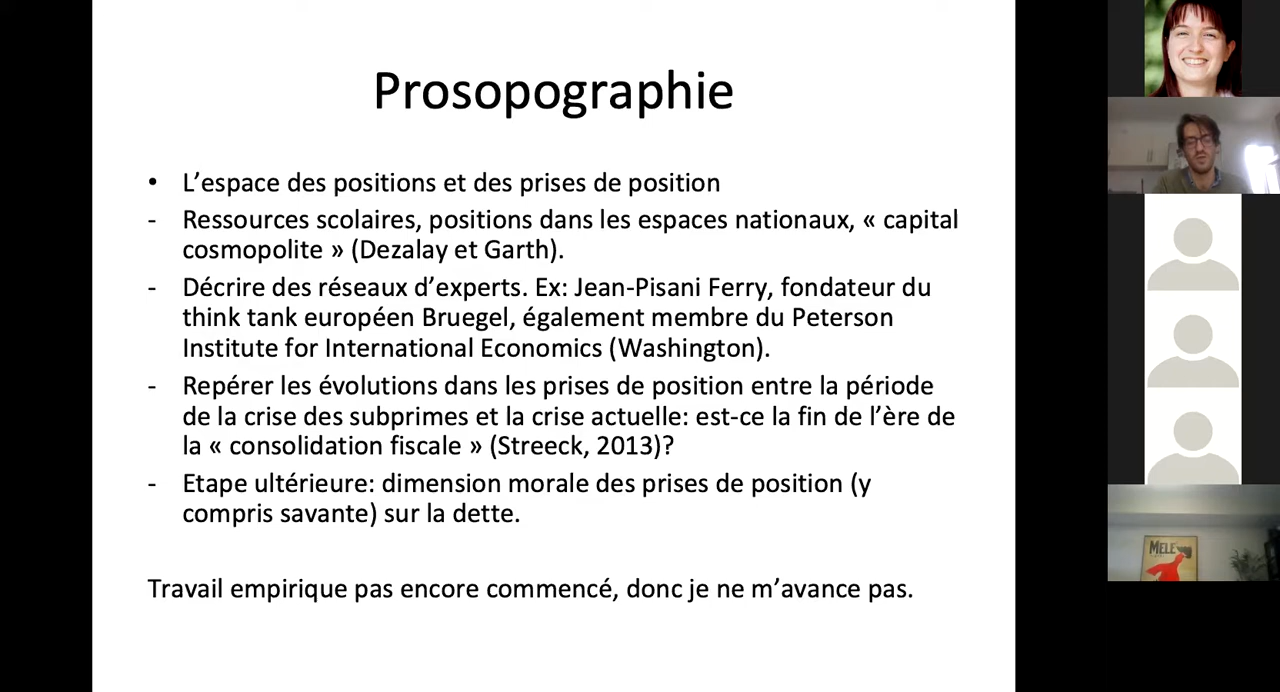 Prosopographie
• L’espace des positions et des prises de position
- Ressources scolaires, positions dans les espaces nationaux, « capital
cosmopolite » (Dezalay et Garth).
- Décrire des réseaux d’experts. Ex: Jean-Pisani Ferry, fondateur du
think tank européen Bruegel, également membre du Peterson
Institute for International Economics (Washington).
- Repérer les évolutions dans les prises de position entre la période
de la crise des subprimes et la crise actuelle: est-ce la fin de l’ère de
la « consolidation fiscale » (Streeck, 2013)?
- Etape ultérieure: dimension morale des prises de position (y
compris savante) sur la dette.
Travail empirique pas encore commencé, donc je ne m’avance pas.
MELE